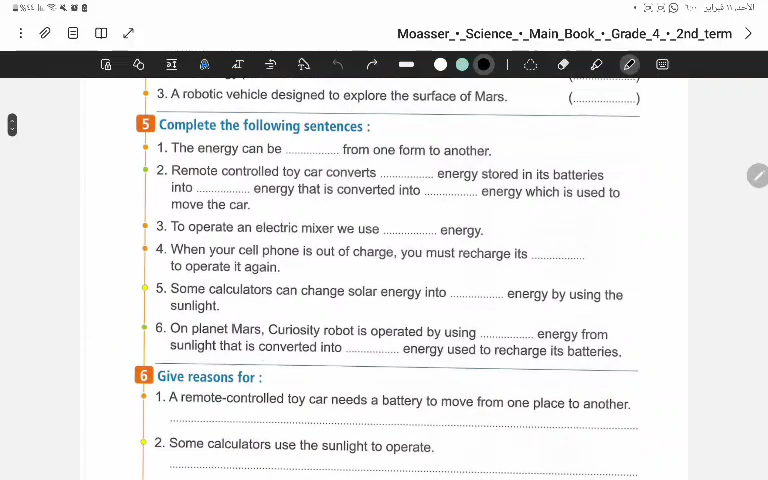 الأحد، ١١ فبراير ٦:٠٠
%٤٤
Moasser_•_Science_•_Main_Book_•_Grade_4_•_2nd_term
3. A robotic vehicle designed to explore the surface of Mars. (..................)
5 Complete the following sentences :
1. The energy can be ............... from one form to another.
2. Remote controlled toy car converts ............... energy stored in its batteries
into ............... energy that is converted into ............... energy which is used to
move the car.
3. To operate an electric mixer we use ............... energy.
4. When your cell phone is out of charge, you must recharge its ...............
to operate it again.
5. Some calculators can change solar energy into ............... energy by using the
sunlight.
6. On planet Mars, Curiosity robot is operated by using ............... energy from
sunlight that is converted into ............... energy used to recharge its batteries.
6 Give reasons for :
1. A remote-controlled toy car needs a battery to move from one place to another.
2. Some calculators use the sunlight to operate.